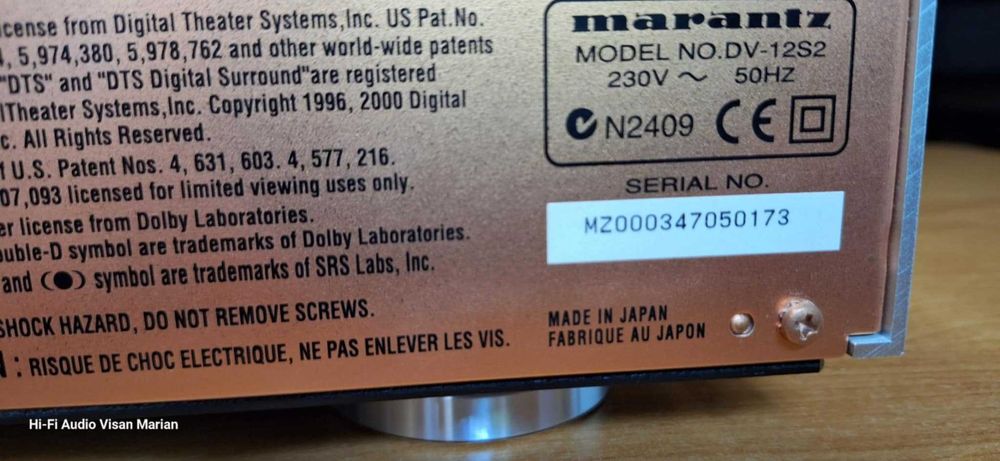 cense from Digital Theater Systems,Inc. US Pat.No.
, 5,974,380, 5,978,762 and other world-wide patents
"DTS" and "DTS Digital Surround"are registered
lTheater Systems,Inc. Copyright 1996, 2000 Digital
c. All Rights Reserved.
f U.S. Patent Nos. 4, 631, 603. 4, 577, 216.
07,093 licensed for limited viewing uses only.
er license from Dolby Laboratories.
ouble-D symbol are trademarks of Dolby Laboratories.
and symbol are trademarks of SRS Labs, Inc.
SHOCK HAZARD, DO NOT REMOVE SCREWS.
N : RISQUE DE CHOC ELECTRIQUE, NE PAS ENLEVER LES VIS.
marantz
MODEL NO.DV-12S2
230V ~ 50HZ
N2409 CE
SERIAL NO.
MZ000347050173
MADE IN JAPAN
FABRIQUE AU JAPON
Hi-Fi Audio Visan Marian